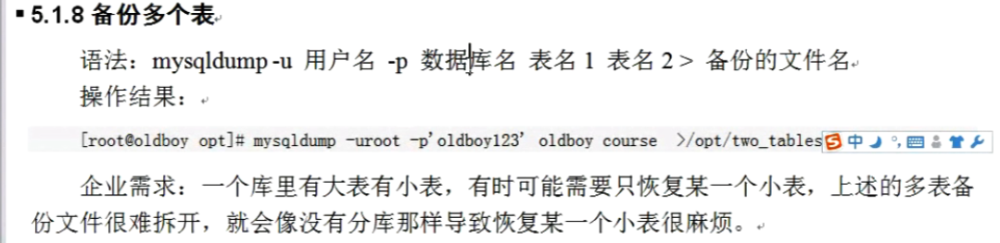 ▪ 5.1.8 备份多个表
语法：mysqldump -u 用户名 -p 数据库名 表名 1 表名 2 > 备份的文件名
操作结果：
[root@oldboy opt]# mysqldump -uroot -p'oldboy123' oldboy course >/opt/two_tables 中
企业需求：一个库里有大表有小表，有时可能需要只恢复某一个小表，上述的多表备
份文件很难拆开，就会像没有分库那样导致恢复某一个小表很麻烦。